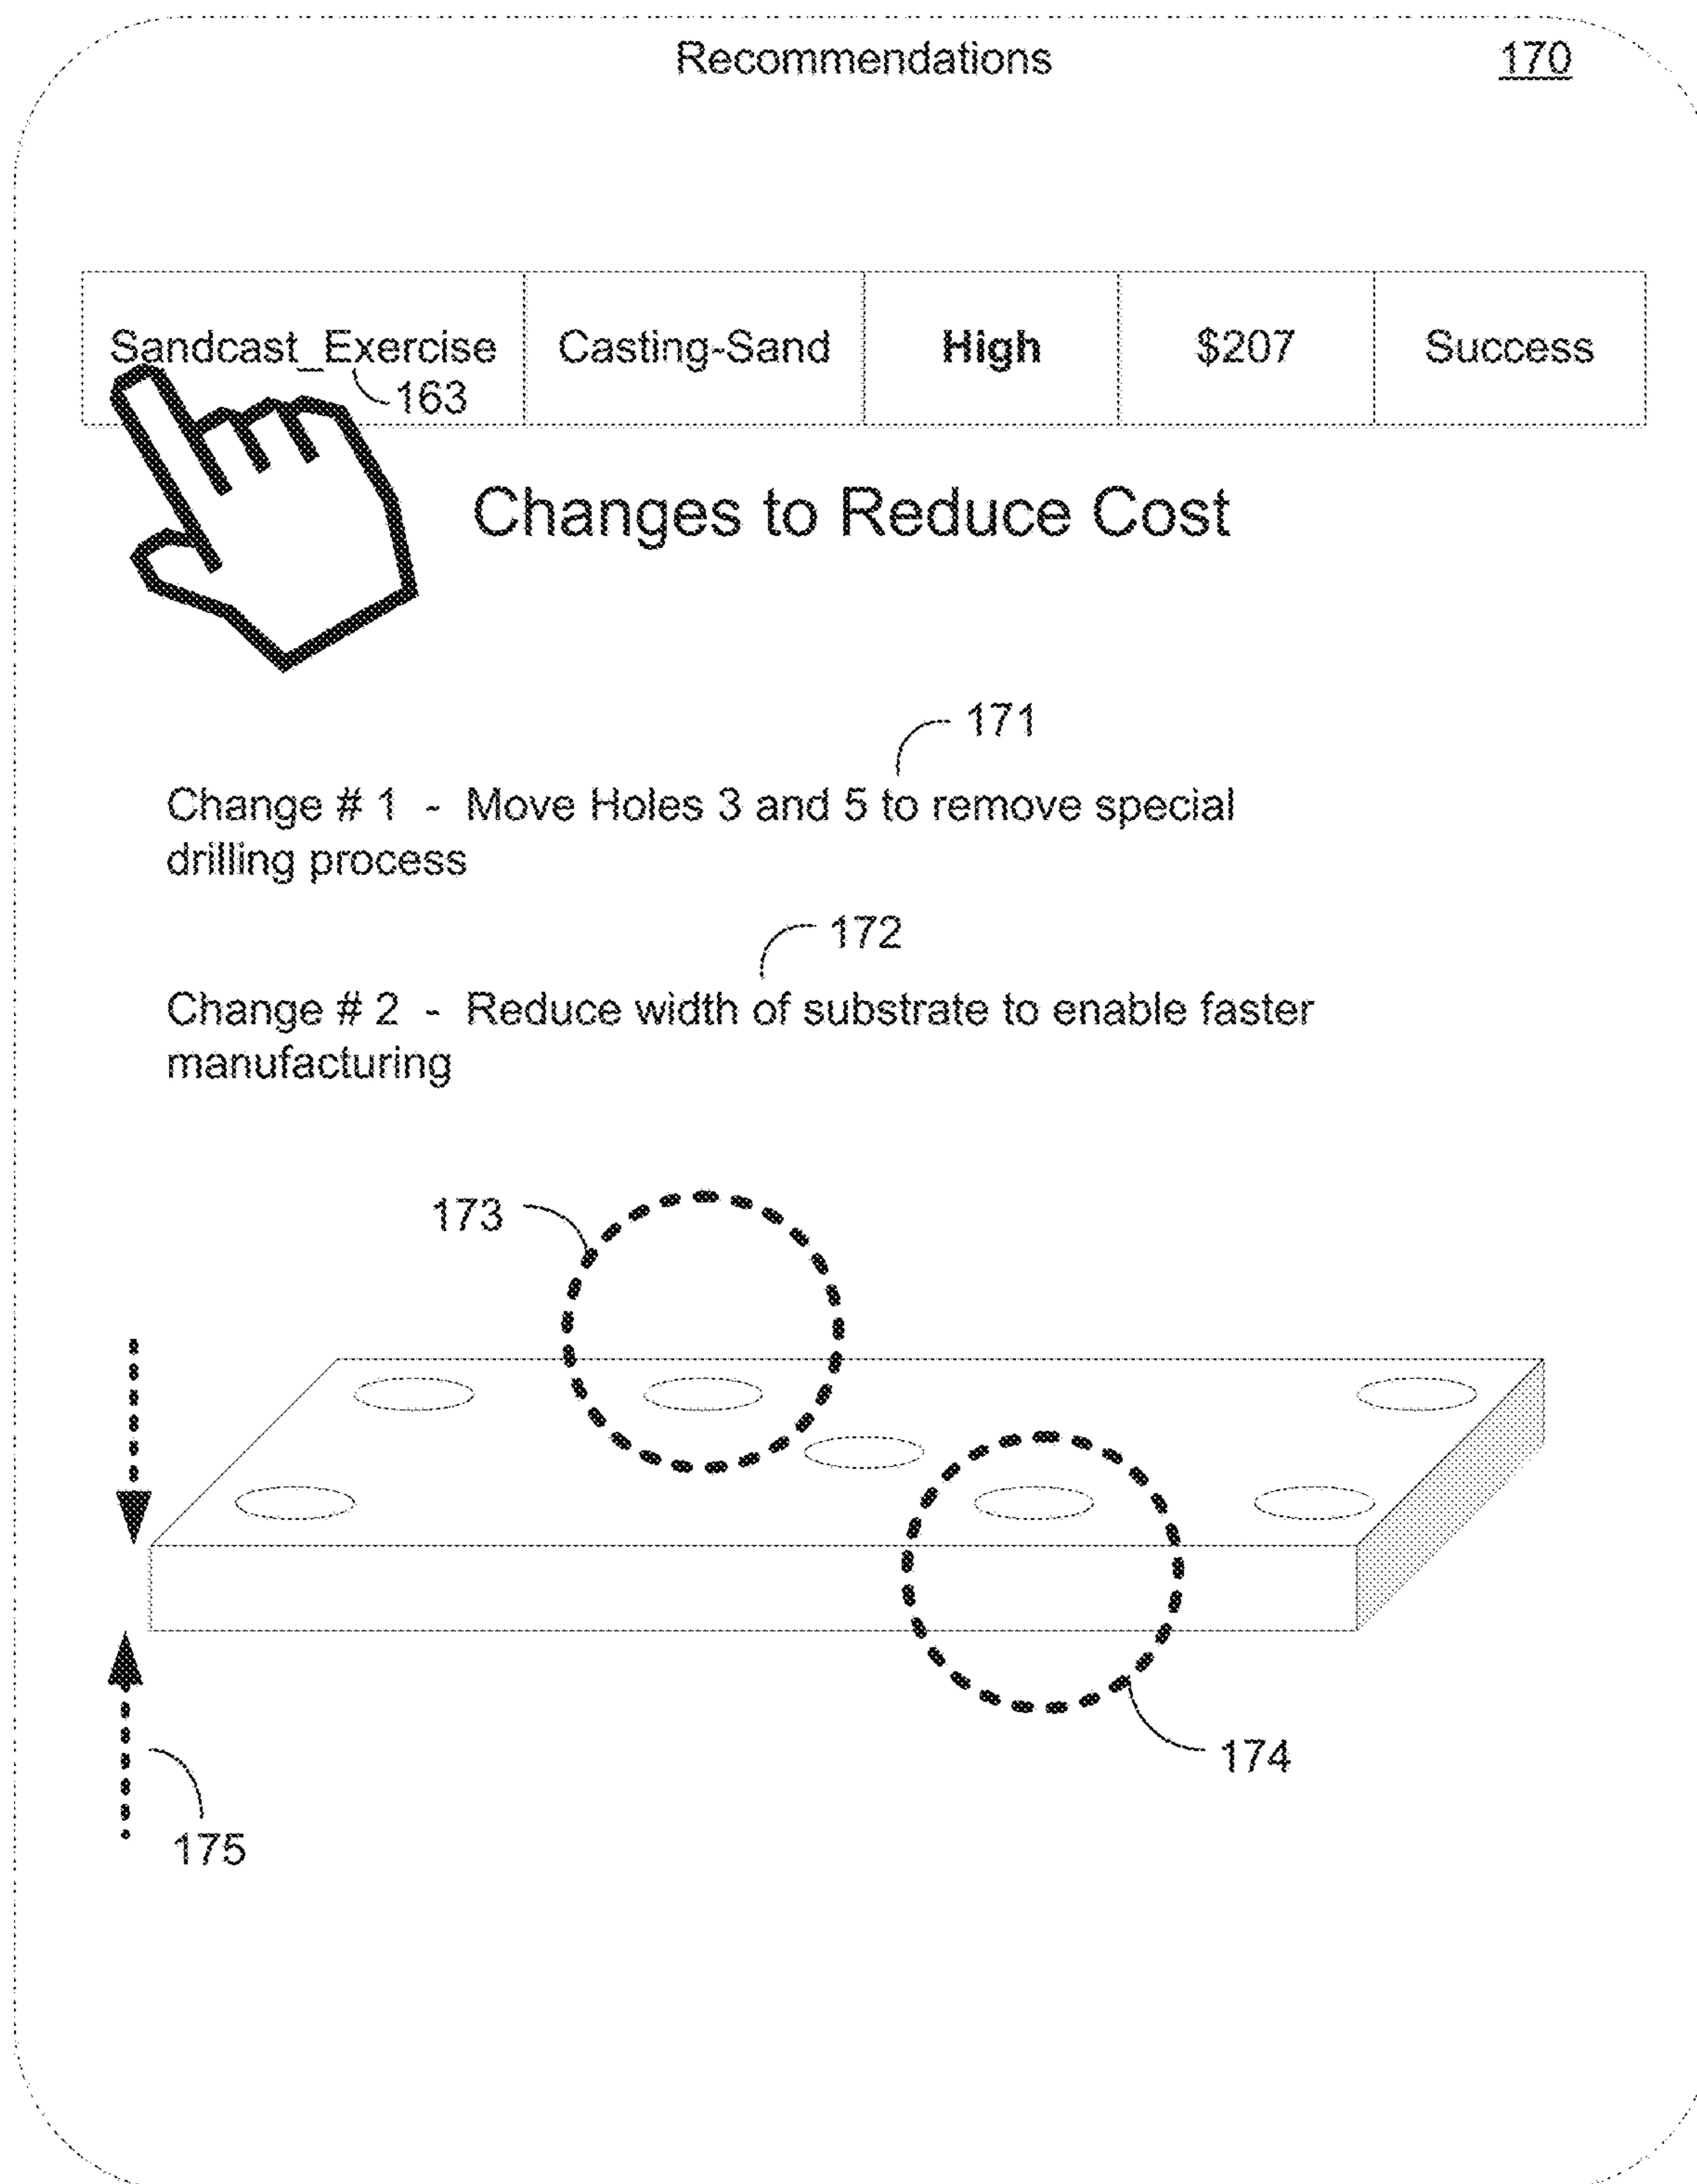 Recommendations 170
Sandcast_Exercise Casting-Sand High $207 Success
163
Changes to Reduce Cost
171
Change # 1 - Move Holes 3 and 5 to remove special
drilling process
172
Change # 2 - Reduce width of substrate to enable faster
manufacturing
173
174
175